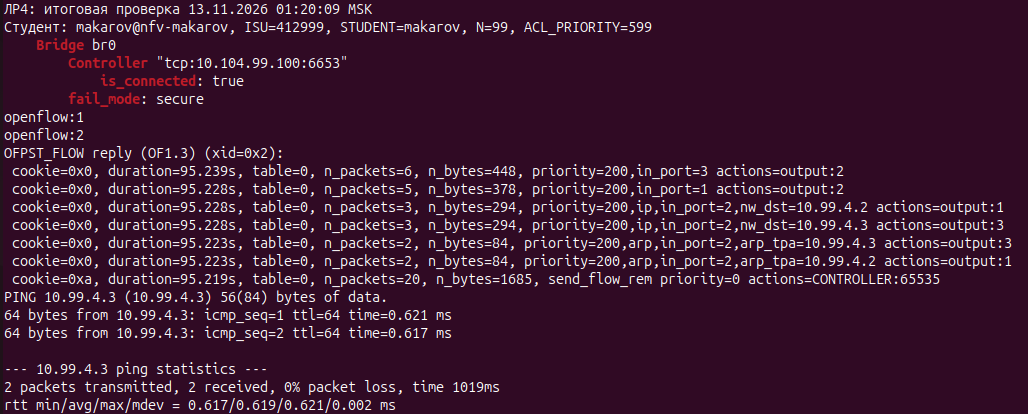 ЛР4: итоговая проверка 13.11.2026 01:20:09 MSK
Студент: makarov@nfv-makarov, ISU=412999, STUDENT=makarov, N=99, ACL_PRIORITY=599
    Bridge br0
        Controller "tcp:10.104.99.100:6653"
            is_connected: true
        fail_mode: secure
openflow:1
openflow:2
OFPST_FLOW reply (OF1.3) (xid=0x2):
 cookie=0x0, duration=95.239s, table=0, n_packets=6, n_bytes=448, priority=200,in_port=3 actions=output:2
 cookie=0x0, duration=95.228s, table=0, n_packets=5, n_bytes=378, priority=200,in_port=1 actions=output:2
 cookie=0x0, duration=95.228s, table=0, n_packets=3, n_bytes=294, priority=200,ip,in_port=2,nw_dst=10.99.4.2 actions=output:1
 cookie=0x0, duration=95.228s, table=0, n_packets=3, n_bytes=294, priority=200,ip,in_port=2,nw_dst=10.99.4.3 actions=output:3
 cookie=0x0, duration=95.223s, table=0, n_packets=2, n_bytes=84, priority=200,arp,in_port=2,arp_tpa=10.99.4.3 actions=output:3
 cookie=0x0, duration=95.223s, table=0, n_packets=2, n_bytes=84, priority=200,arp,in_port=2,arp_tpa=10.99.4.2 actions=output:1
 cookie=0xa, duration=95.219s, table=0, n_packets=20, n_bytes=1685, send_flow_rem priority=0 actions=CONTROLLER:65535
PING 10.99.4.3 (10.99.4.3) 56(84) bytes of data.
64 bytes from 10.99.4.3: icmp_seq=1 ttl=64 time=0.621 ms
64 bytes from 10.99.4.3: icmp_seq=2 ttl=64 time=0.617 ms

--- 10.99.4.3 ping statistics ---
2 packets transmitted, 2 received, 0% packet loss, time 1019ms
rtt min/avg/max/mdev = 0.617/0.619/0.621/0.002 ms